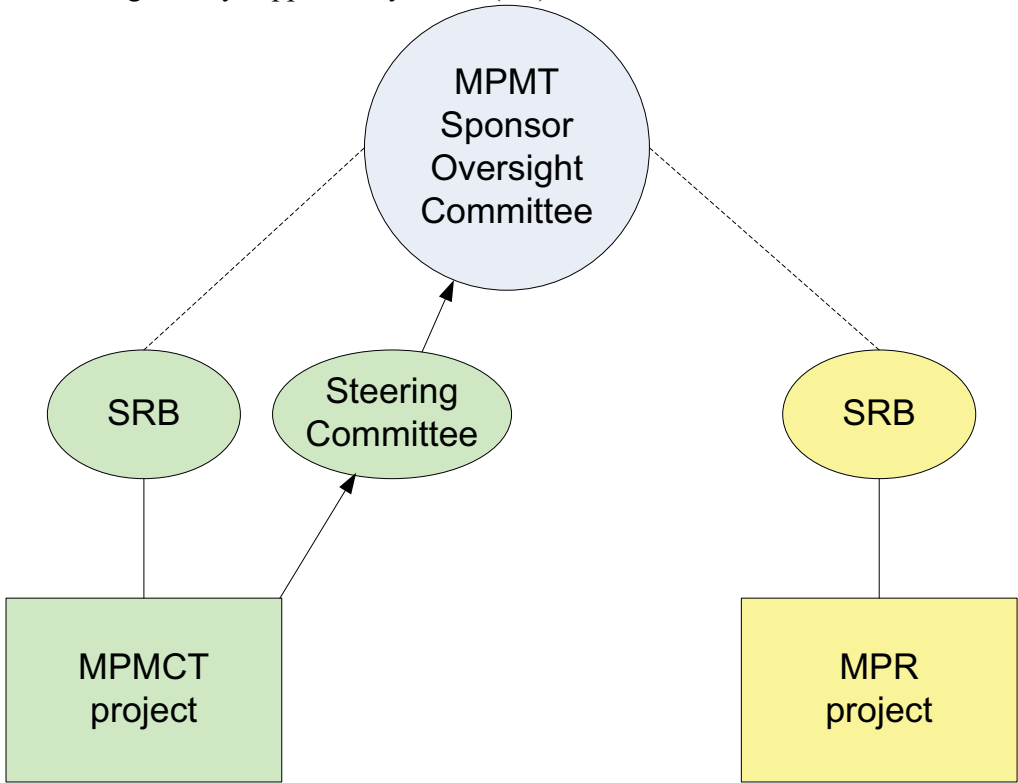 MPMT
Sponsor
Oversight
Committee
SRB
Steering
Committee
SRB
MPMCT
project
MPR
project